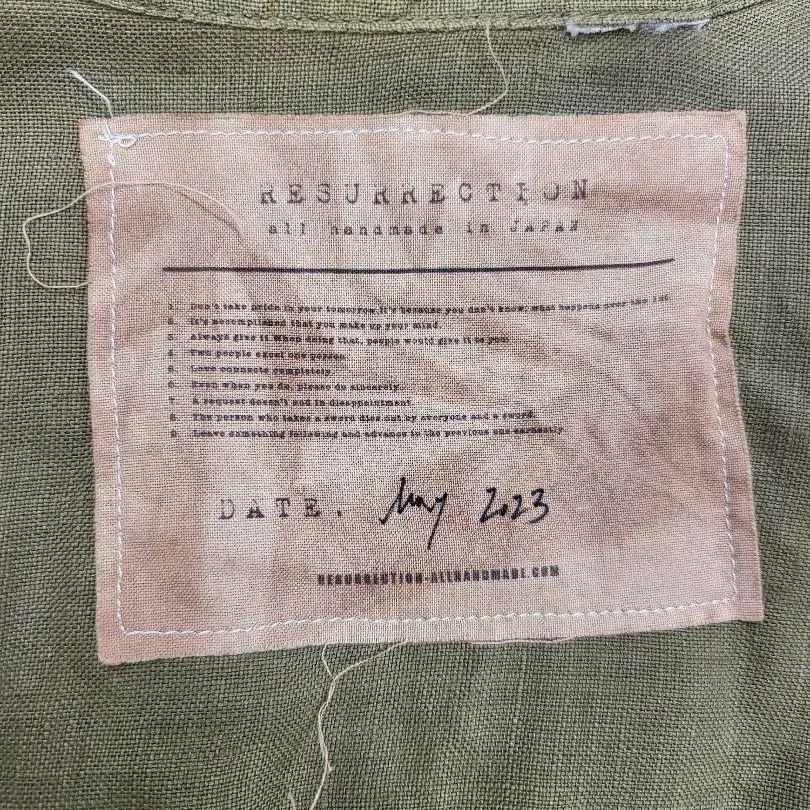 RESURRECTION
all handmade in JAPAN
1. Don't take pride in your tomorrow, it's because you don't know, what happens over the
2. It's accomplished that you make up your mind.
3. Always give it When doing that, people would give it to you.
4. Two people excel one person.
5. Love connects completely.
6. Even when you do, please do sincerely.
7. A request doesn't end in disappointment.
8. The person who takes a sword dies out by everyone and a sword.
9. Leave something following and advance to the previous one earnestly.
DATE. May 2023
RESURRECTION-ALLHANDMADE.COM